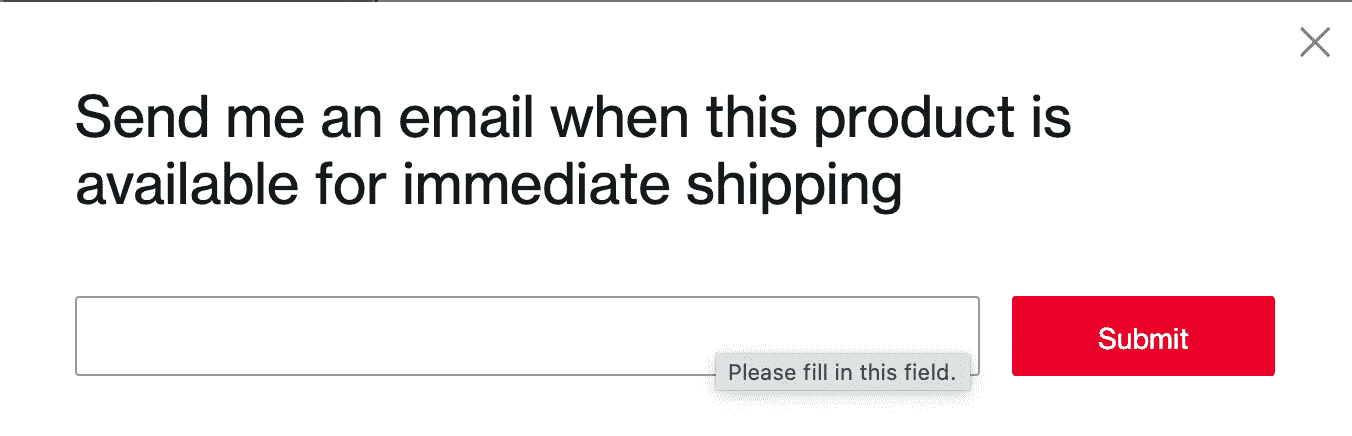 Send me an email when this product is
available for immediate shipping
Submit
Please fill in this field.